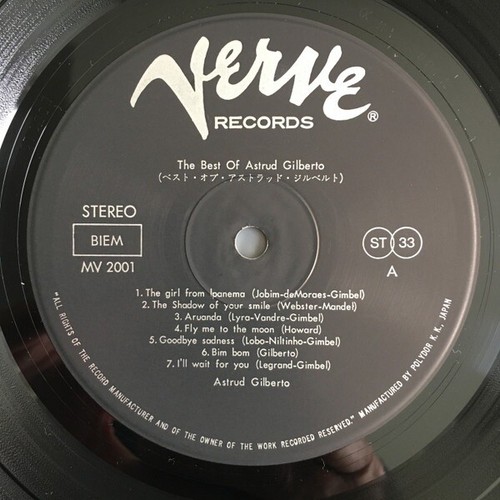 Verve
RECORDS ®
The Best Of Astrud Gilberto
(ベスト・オブ・アストラッド・ジルベルト)
STEREO
BIEM
MV 2001
ST 33
A
1. The girl from Ipanema (Jobim-deMoraes-Gimbel)
2. The Shadow of your smile (Webster-Mandel)
3. Aruanda (Lyra-Vandre-Gimbel)
4. Fly me to the moon (Howard)
5. Goodbye sadness (Lobo-Niltinho-Gimbel)
6. Bim bom (Gilberto)
7. I'll wait for you (Legrand-Gimbel)
Astrud Gilberto
"ALL RIGHTS OF THE RECORD MANUFACTURER AND OF THE OWNER OF THE WORK RECORDED RESERVED." MANUFACTURED BY POLYDOR K. K., JAPAN